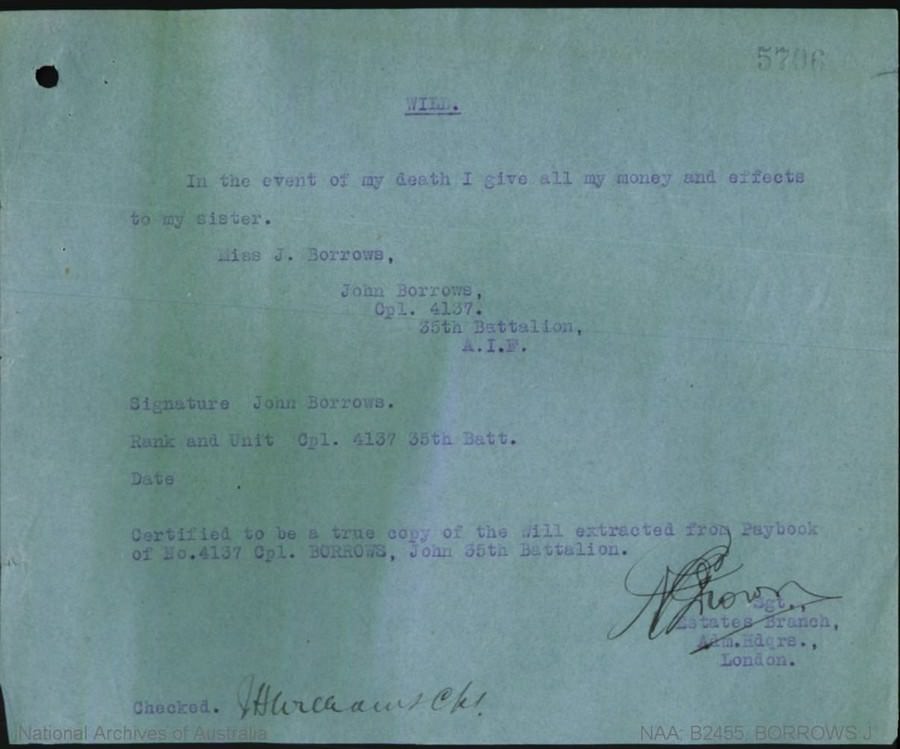 5706
WILL.
In the event of my death I give all my money and effects
to my sister.
Miss J. Borrows,
John Borrows,
Cpl. 4137.
35th Battalion,
A.I.F.
Signature John Borrows.
Rank and Unit Cpl. 4137 35th Batt.
Date
Certified to be a true copy of the Will extracted from Paybook
of No.4137 Cpl. BORROWS, John 35th Battalion.
Sgt.,
Estates Branch,
Adm.Hdqrs.,
London.
Checked. Williams Cpl.
National Archives of Australia
NAA: B2455, BORROWS J